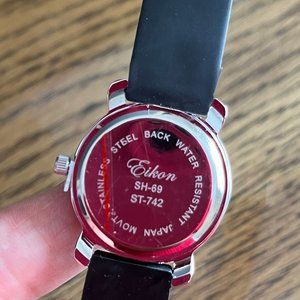 STAINLESS STEEL BACK WATER RESISTANT JAPAN MOVT
Eikon
SH-69
ST-742